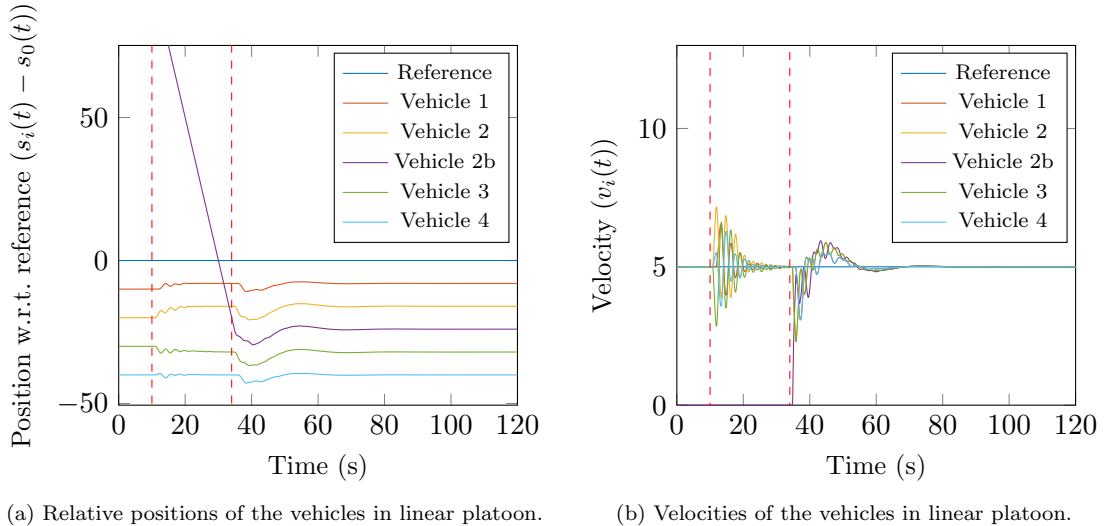 Position w.r.t. reference (s_i(t) − s_0(t))
50
0
−50
0 20 40 60 80 100 120
Time (s)
Reference
Vehicle 1
Vehicle 2
Vehicle 2b
Vehicle 3
Vehicle 4
(a) Relative positions of the vehicles in linear platoon.
Velocity (v_i(t))
10
5
0
0 20 40 60 80 100 120
Time (s)
Reference
Vehicle 1
Vehicle 2
Vehicle 2b
Vehicle 3
Vehicle 4
(b) Velocities of the vehicles in linear platoon.